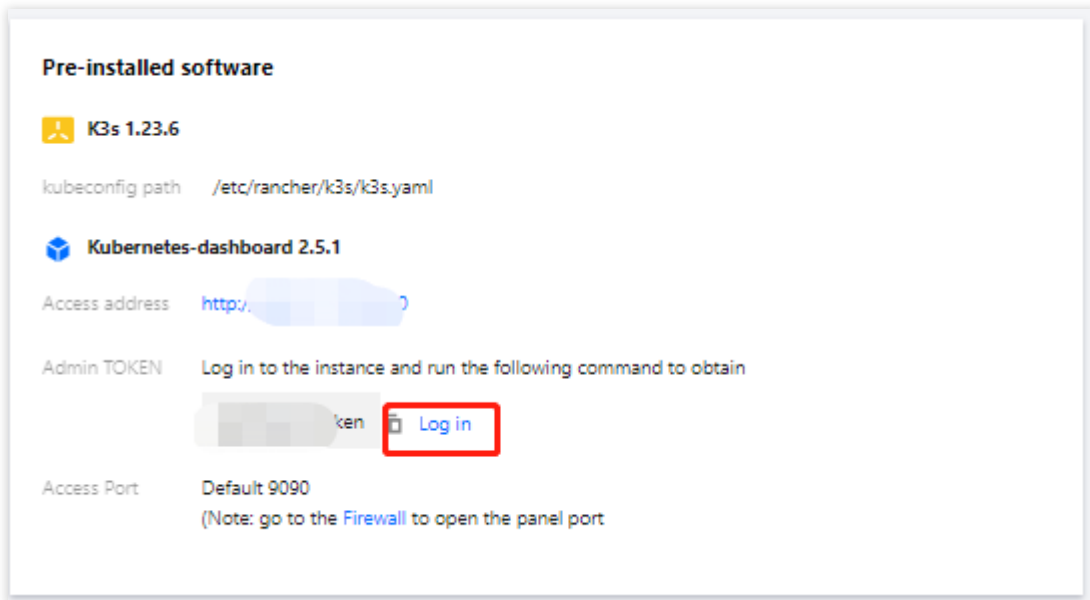 Pre-installed software
K3s 1.23.6
kubeconfig path /etc/rancher/k3s/k3s.yaml
Kubernetes-dashboard 2.5.1
Access address http:/
Admin TOKEN Log in to the instance and run the following command to obtain
Log in
Access Port Default 9090
(Note: go to the Firewall to open the panel port